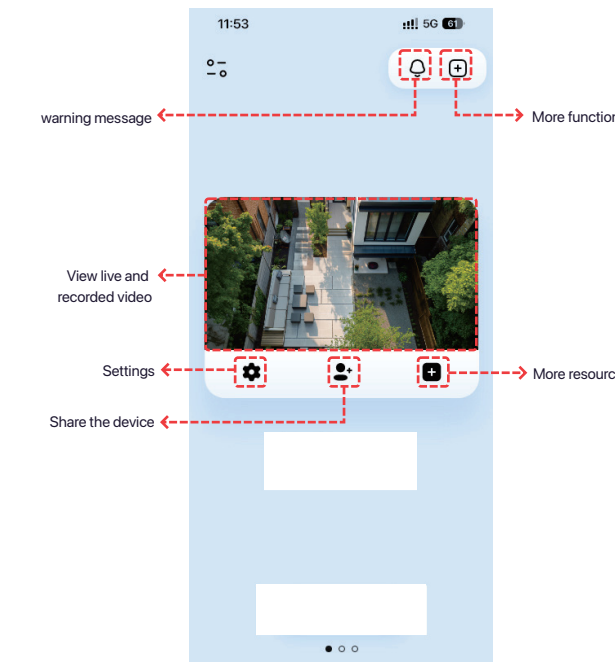 11:53
5G 61
warning message
More function
View live and
recorded video
Settings
More resourc
Share the device